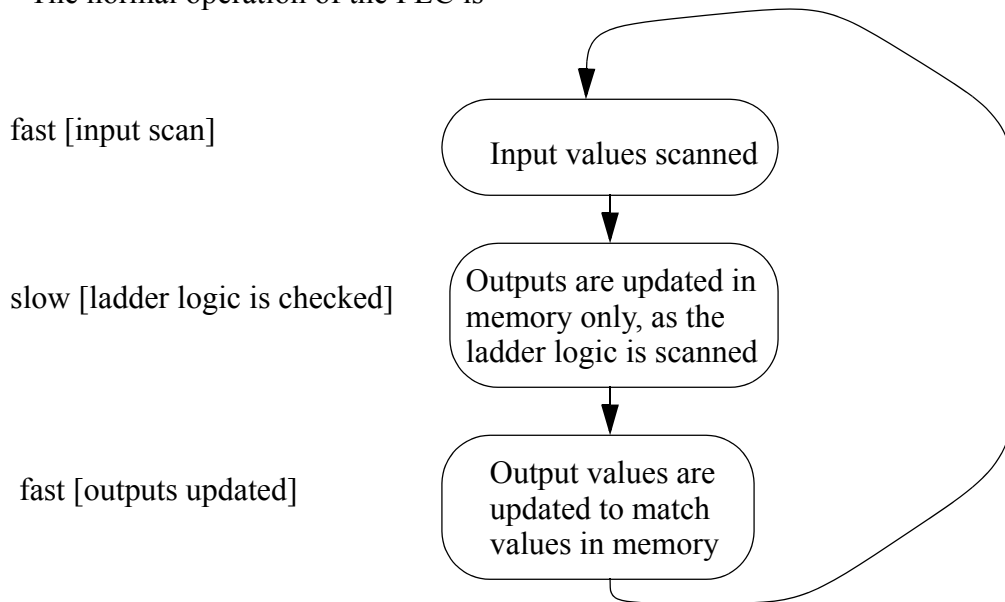 The normal operation of the PLC is
fast [input scan]
Input values scanned
slow [ladder logic is checked]
Outputs are updated in
memory only, as the
ladder logic is scanned
fast [outputs updated]
Output values are
updated to match
values in memory